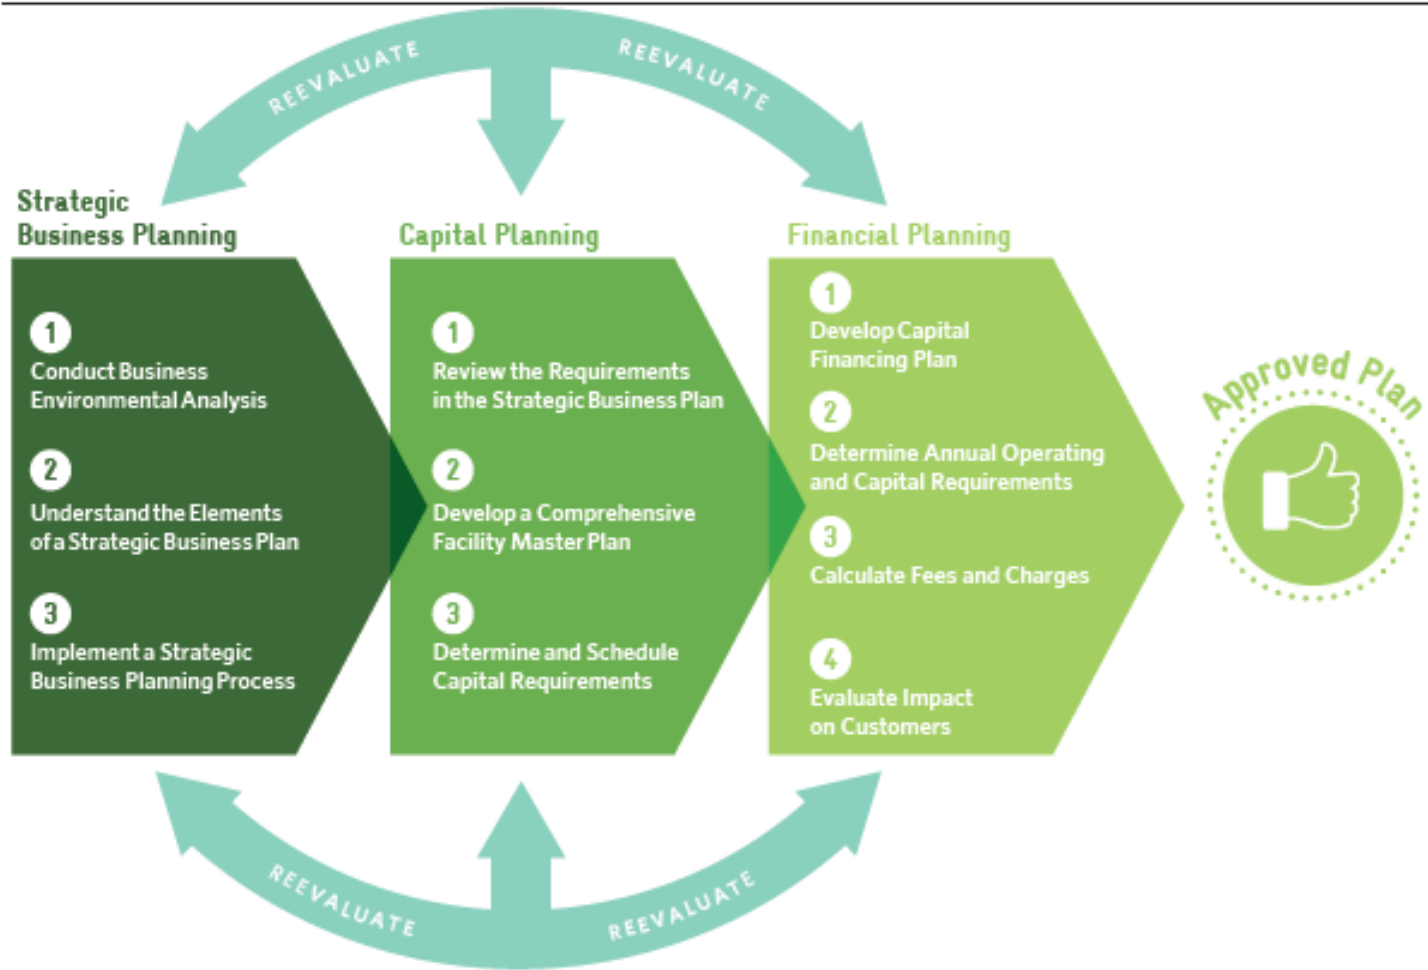 REEVALUATE
REEVALUATE
Strategic
Business Planning
1
Conduct Business
Environmental Analysis
2
Understand the Elements
of a Strategic Business Plan
3
Implement a Strategic
Business Planning Process
Capital Planning
1
Review the Requirements
in the Strategic Business Plan
2
Develop a Comprehensive
Facility Master Plan
3
Determine and Schedule
Capital Requirements
Financial Planning
1
Develop Capital
Financing Plan
2
Determine Annual Operating
and Capital Requirements
3
Calculate Fees and Charges
4
Evaluate Impact
on Customers
Approved Plan
REEVALUATE
REEVALUATE